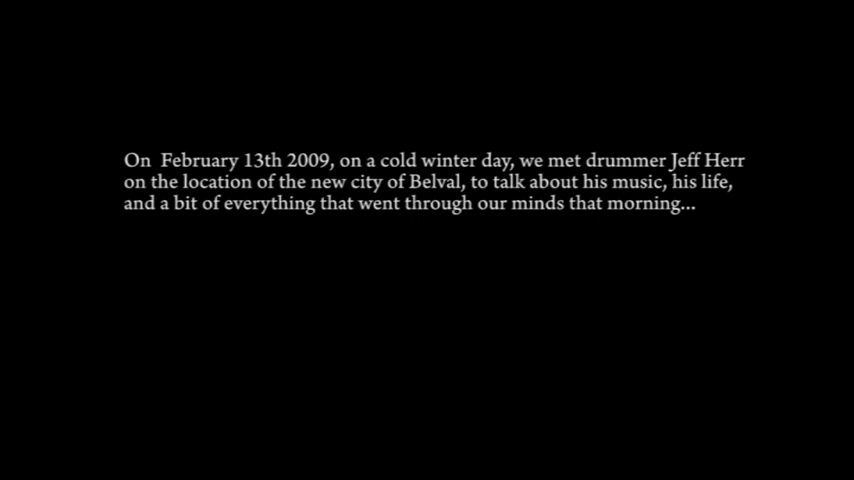 On  February 13th 2009, on a cold winter day, we met drummer Jeff Herr
on the location of the new city of Belval, to talk about his music, his life,
and a bit of everything that went through our minds that morning...